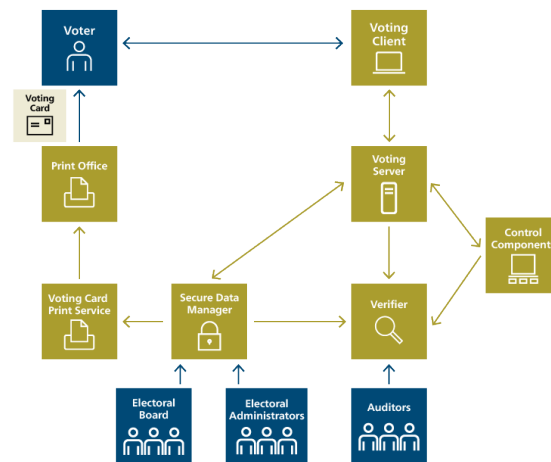 Voter
Voting
Client
Voting
Card
Print Office
Voting
Server
Control
Component
Voting Card
Print Service
Secure Data
Manager
Verifier
Electoral
Board
Electoral
Administrators
Auditors